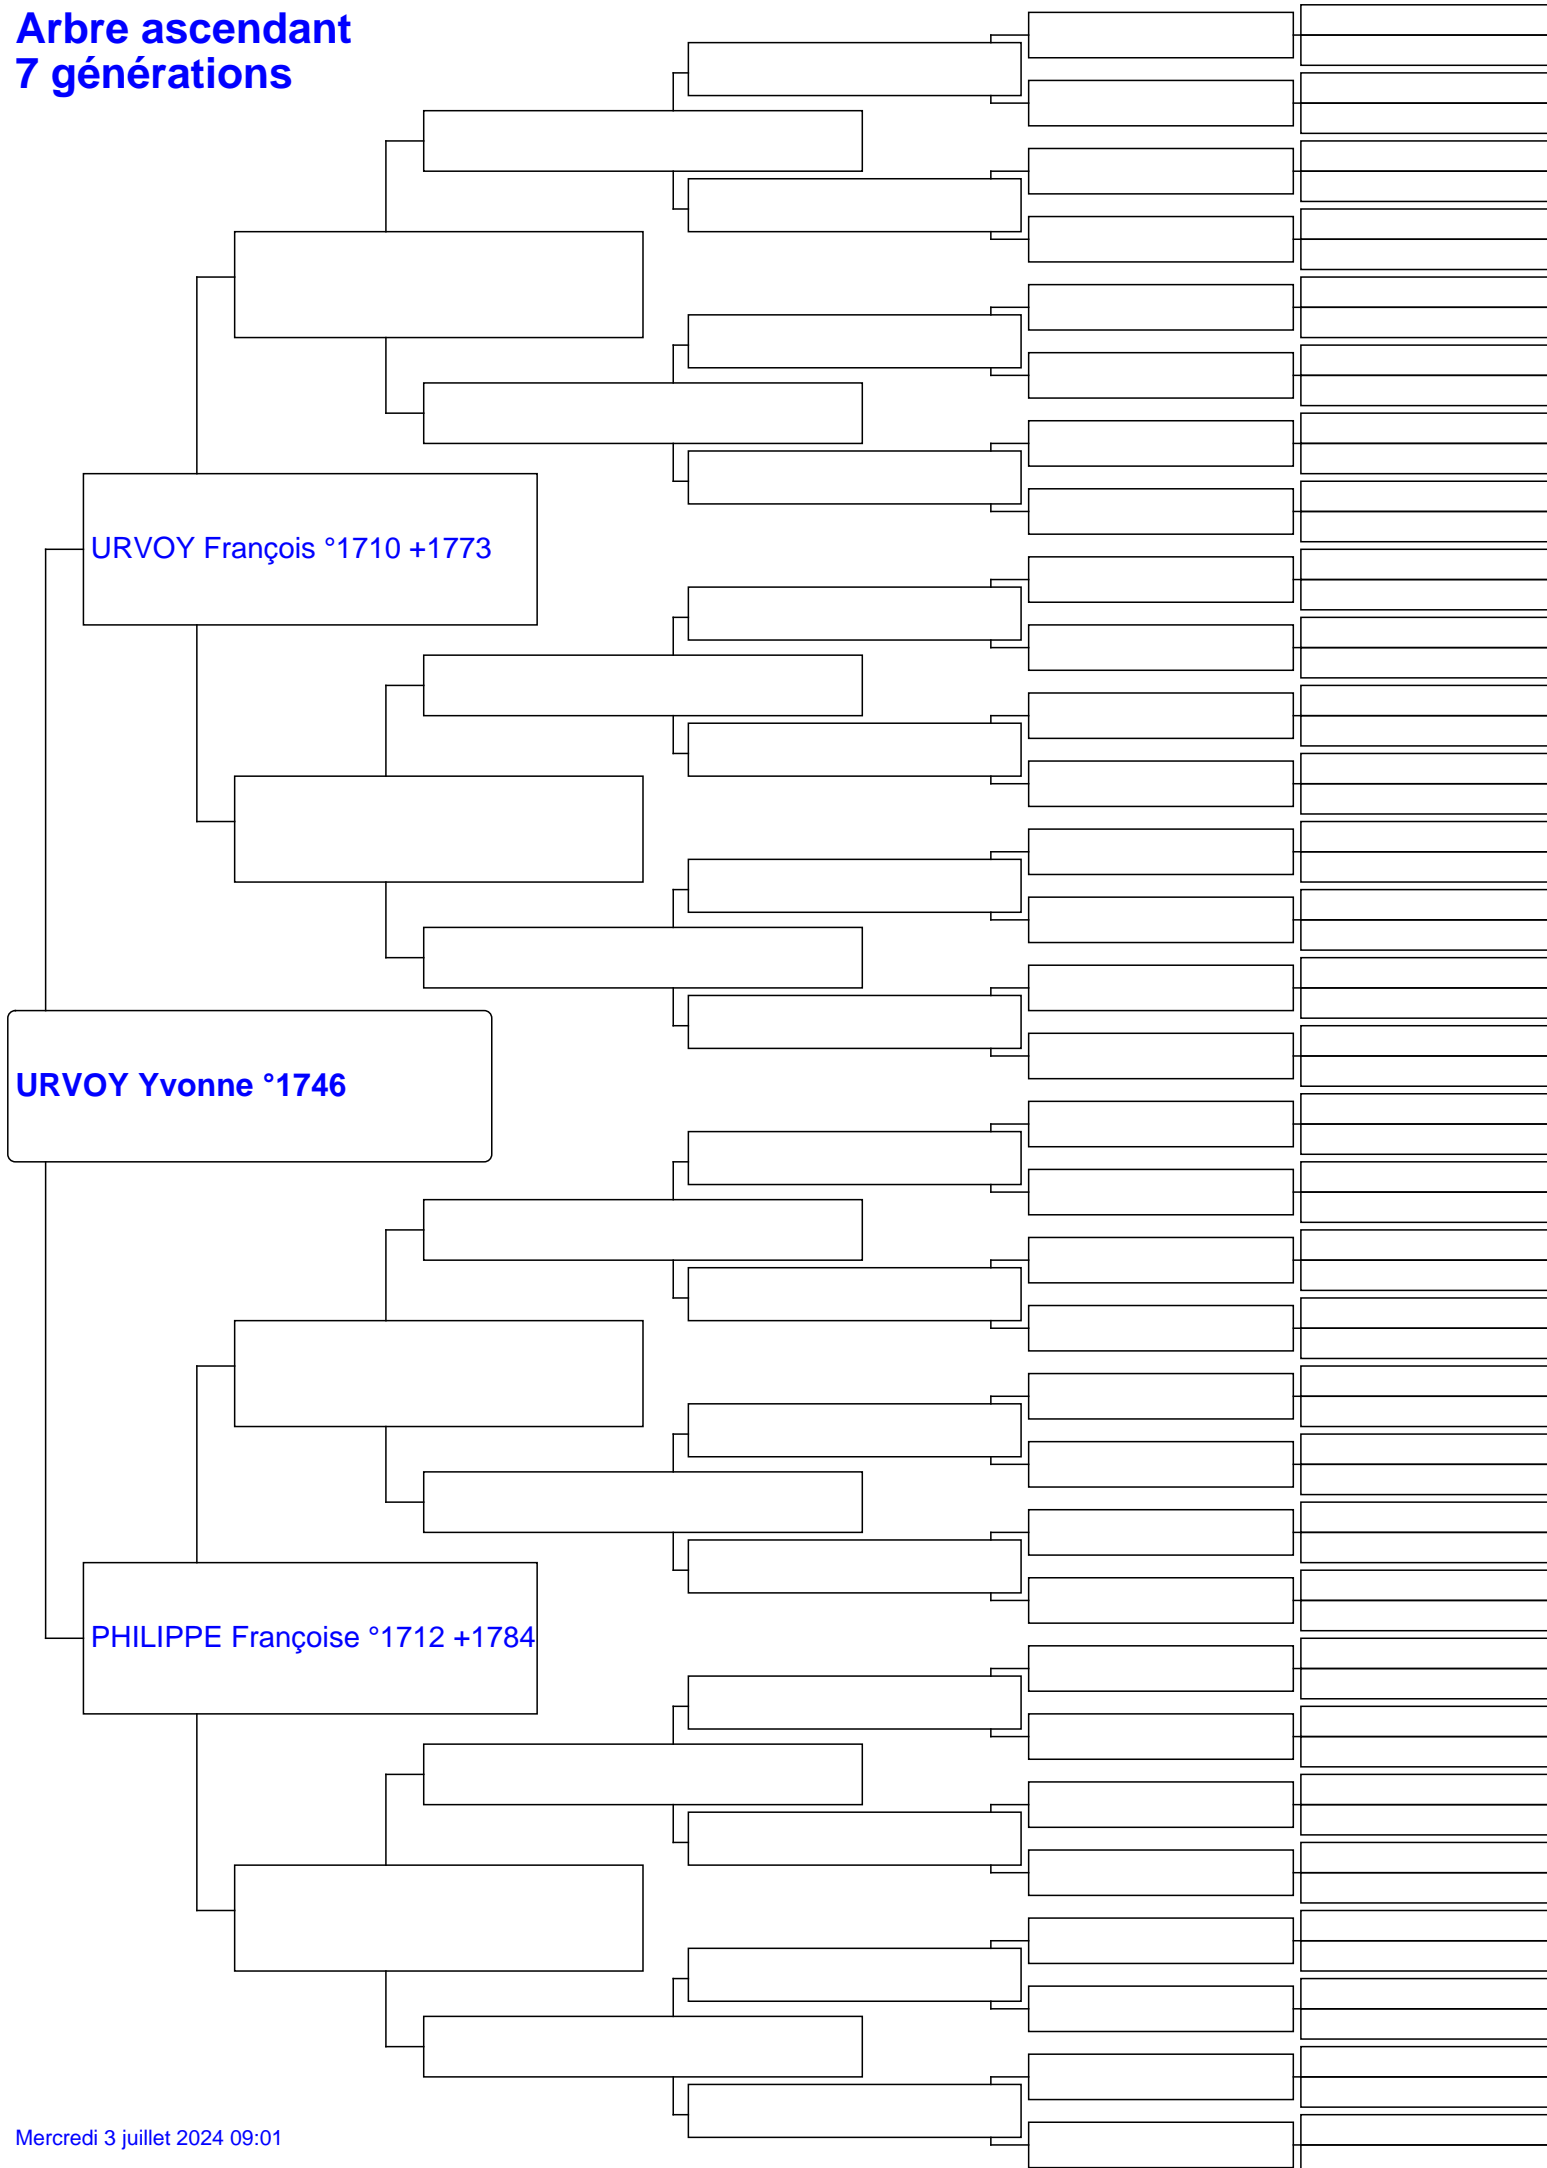 Arbre ascendant
7 générations
URVOY François °1710 +1773
URVOY Yvonne °1746
PHILIPPE Françoise °1712 +1784
Mercredi 3 juillet 2024 09:01